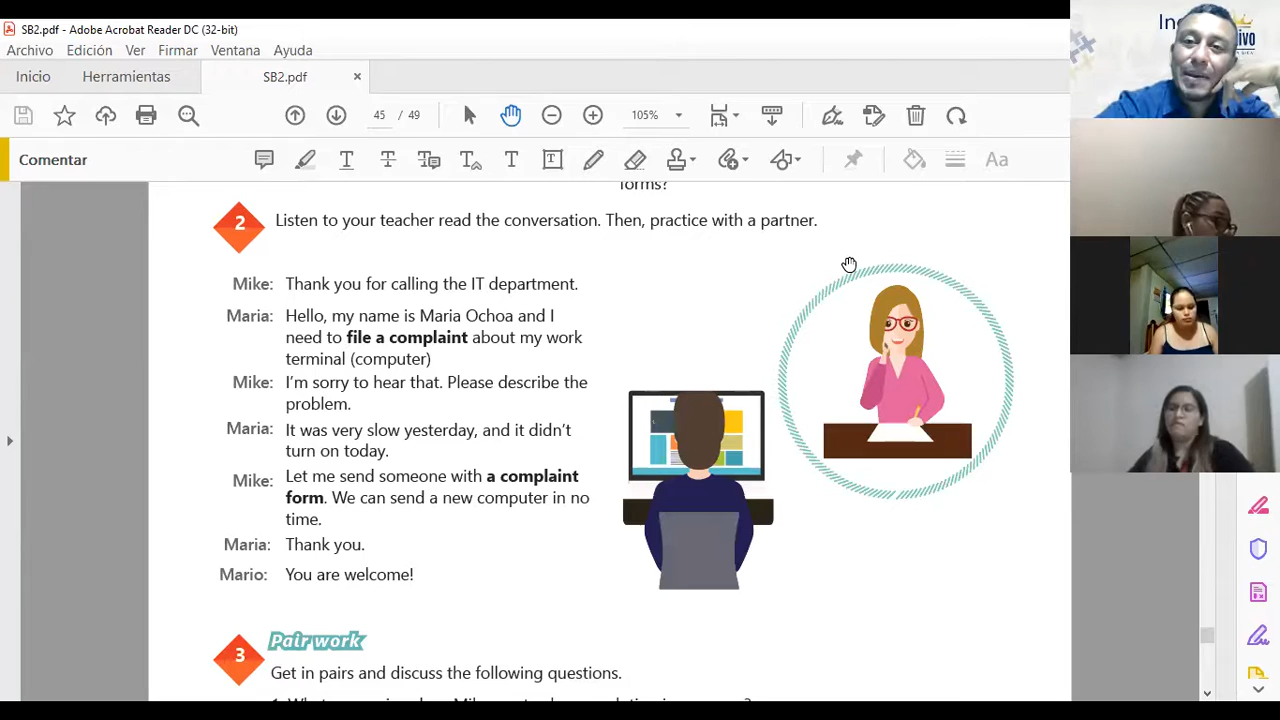 SB2.pdf - Adobe Acrobat Reader DC (32-bit)
Archivo Edición Ver Firmar Ventana Ayuda
Inicio Herramientas SB2.pdf ×
45 / 49 105%
Aa
Comentar
forms?
2 Listen to your teacher read the conversation. Then, practice with a partner.
Mike: Thank you for calling the IT department.
Maria: Hello, my name is Maria Ochoa and I
need to file a complaint about my work
terminal (computer)
Mike: I'm sorry to hear that. Please describe the
problem.
Maria: It was very slow yesterday, and it didn't
turn on today.
Mike: Let me send someone with a complaint
form. We can send a new computer in no
time.
Maria: Thank you.
Mario: You are welcome!
3 Pair work
Get in pairs and discuss the following questions.